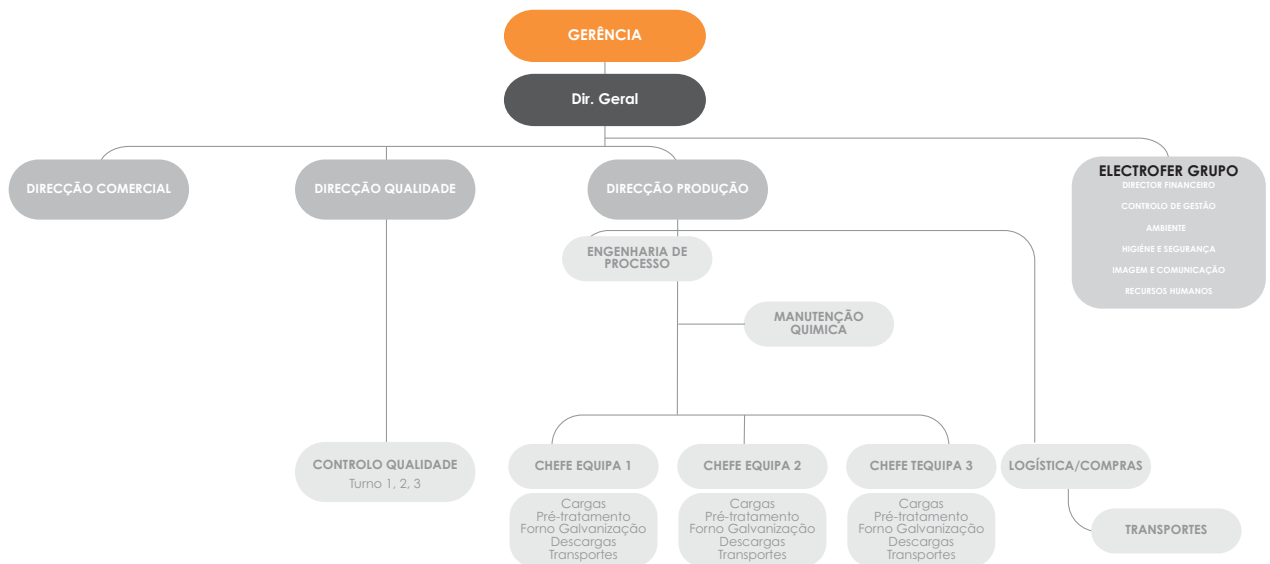 GERÊNCIA
Dir. Geral
DIRECÇÃO COMERCIAL
DIRECÇÃO QUALIDADE
DIRECÇÃO PRODUÇÃO
ELECTROFER GRUPO
DIRECTOR FINANCEIRO
CONTROLO DE GESTÃO
AMBIENTE
HIGIÉNE E SEGURANÇA
IMAGEM E COMUNICAÇÃO
RECURSOS HUMANOS
ENGENHARIA DE
PROCESSO
MANUTENÇÃO
QUIMICA
CONTROLO QUALIDADE
Turno 1, 2, 3
CHEFE EQUIPA 1
Cargas
Pré-tratamento
Forno Galvanização
Descargas
Transportes
CHEFE EQUIPA 2
Cargas
Pré-tratamento
Forno Galvanização
Descargas
Transportes
CHEFE TEQUIPA 3
Cargas
Pré-tratamento
Forno Galvanização
Descargas
Transportes
LOGÍSTICA/COMPRAS
TRANSPORTES